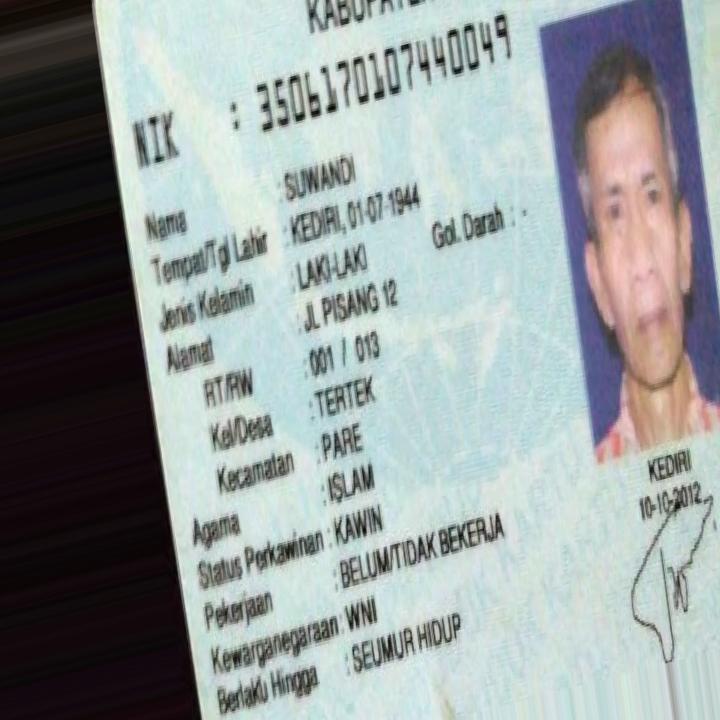 NIK : 3506170107440049
Nama : SUWANDI
Tempat/Tgl Lahir : KEDIRI, 01-07-1944
Jenis Kelamin : LAKI-LAKI Gol. Darah : -
Alamat : JL PISANG 12
RT/RW : 001 / 013
Kel/Desa : TERTEK
Kecamatan : PARE
Agama : ISLAM
Status Perkawinan : KAWIN
Pekerjaan : BELUM/TIDAK BEKERJA
Kewarganegaraan : WNI
Berlaku Hingga : SEUMUR HIDUP
KEDIRI
10-10-2012